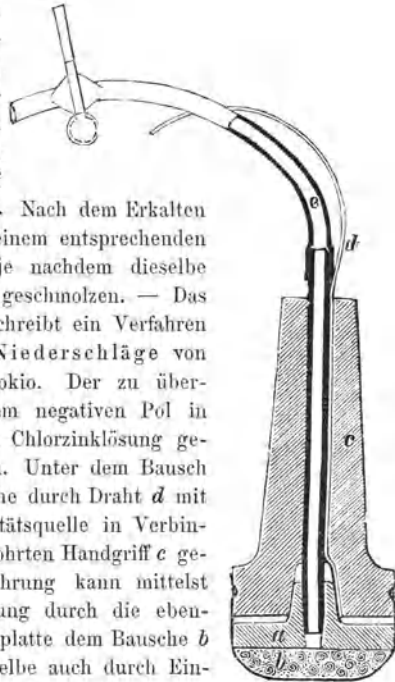 Nach dem Erkalten
einem entsprechenden
je nachdem dieselbe
geschmolzen. — Das
schreibt ein Verfahren
Niederschläge von
okio. Der zu über-
em negativen Pol in
Chlorzinklösung ge-
n. Unter dem Bausch
ne durch Draht d mit
tätsquelle in Verbin-
ohrten Handgriff c ge-
hrung kann mittelst
ung durch die eben-
platte dem Bausche b
elbe auch durch Ein-
e
d
c
a
b